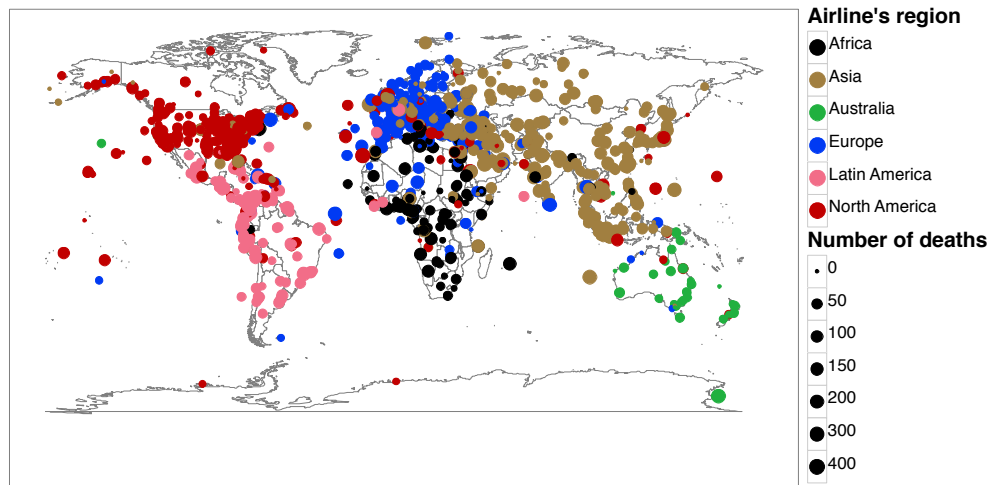 Airline's region
Africa
Asia
Australia
Europe
Latin America
North America
Number of deaths
0
50
100
150
200
300
400